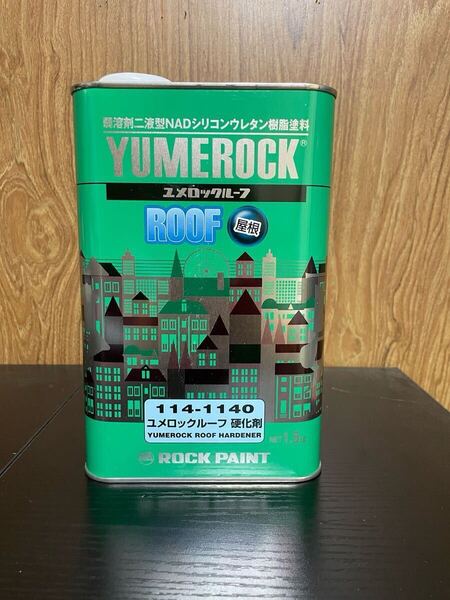 弱溶剤二液型NADシリコンウレタン樹脂塗料
YUMEROCK®
ユメロックルーフ
ROOF 屋根
114-1140
ユメロックルーフ 硬化剤
YUMEROCK ROOF HARDENER
NET
ROCK PAINT